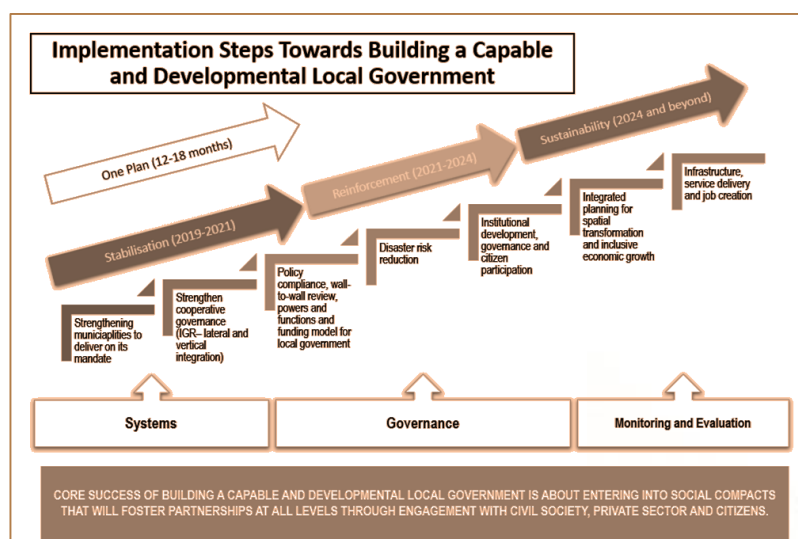 Implementation Steps Towards Building a Capable
and Developmental Local Government
One Plan (12-18 months)
Stabilisation (2019-2021)
Reinforcement (2021-2024)
Sustainability (2024 and beyond)
Strengthening
municiaplities to
deliver on its
mandate
Strengthen
cooperative
governance
(IGR– lateral and
vertical
integration)
Policy
compliance, wall-
to-wall review,
powers and
functions and
funding model for
local government
Disaster risk
reduction
Institutional
development,
governance and
citizen
participation
Integrated
planning for
spatial
transformation
and inclusive
economic growth
Infrastructure,
service delivery
and job creation
Systems
Governance
Monitoring and Evaluation
CORE SUCCESS OF BUILDING A CAPABLE AND DEVELOPMENTAL LOCAL GOVERNMENT IS ABOUT ENTERING INTO SOCIAL COMPACTS
THAT WILL FOSTER PARTNERSHIPS AT ALL LEVELS THROUGH ENGAGEMENT WITH CIVIL SOCIETY, PRIVATE SECTOR AND CITIZENS.